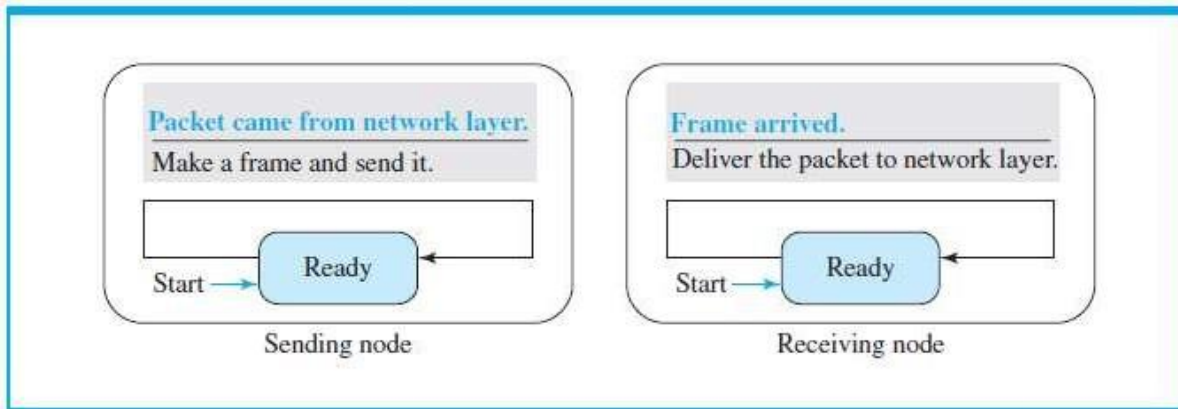 Packet came from network layer.
Make a frame and send it.
Start
Ready
Sending node
Frame arrived.
Deliver the packet to network layer.
Start
Ready
Receiving node